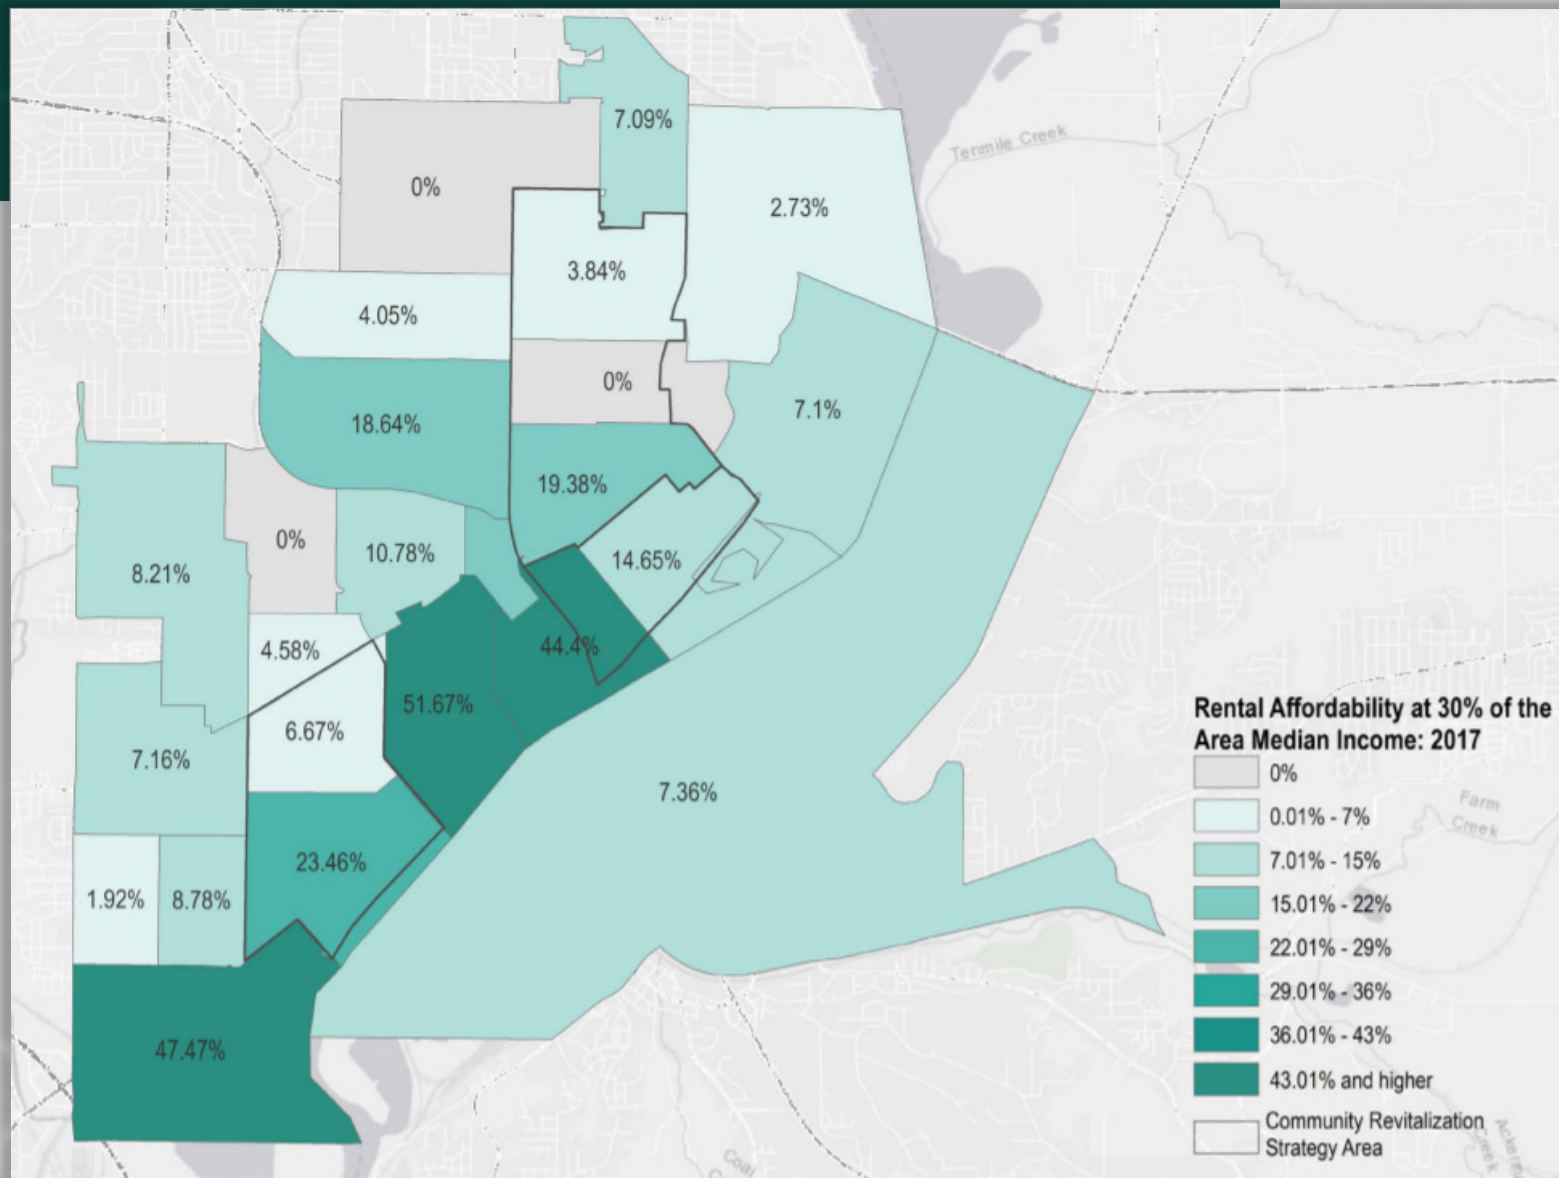 7.09%
Tenmile Creek
0%
2.73%
3.84%
4.05%
0%
7.1%
18.64%
19.38%
0%
10.78%
14.65%
8.21%
4.58%
44.4%
51.67%
6.67%
7.16%
7.36%
23.46%
1.92%
8.78%
47.47%
Rental Affordability at 30% of the
Area Median Income: 2017
0%
0.01% - 7%
7.01% - 15%
15.01% - 22%
22.01% - 29%
29.01% - 36%
36.01% - 43%
43.01% and higher
Community Revitalization
Strategy Area
Farm
Creek
Coal
Creek